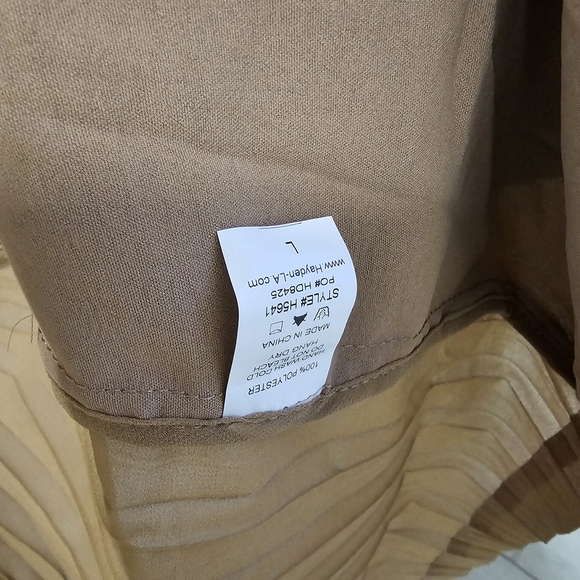 100% POLYESTER
HAND WASH COLD
DO NOT BLEACH
HANG DRY
MADE IN CHINA
STYLE# H5641
PO# HD8425
www.Hayden-LA.com
L